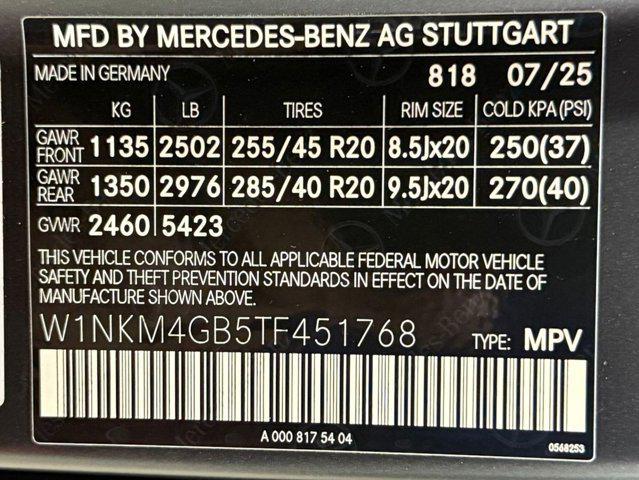 MFD BY MERCEDES-BENZ AG STUTTGART
MADE IN GERMANY 818 07/25
KG LB TIRES RIM SIZE COLD KPA(PSI)
GAWR FRONT 1135 2502 255/45 R20 8.5Jx20 250(37)
GAWR REAR 1350 2976 285/40 R20 9.5Jx20 270(40)
GVWR 2460 5423
THIS VEHICLE CONFORMS TO ALL APPLICABLE FEDERAL MOTOR VEHICLE
SAFETY AND THEFT PREVENTION STANDARDS IN EFFECT ON THE DATE OF
MANUFACTURE SHOWN ABOVE.
W1NKM4GB5TF451768 TYPE: MPV
A 000 817 54 04
0568253